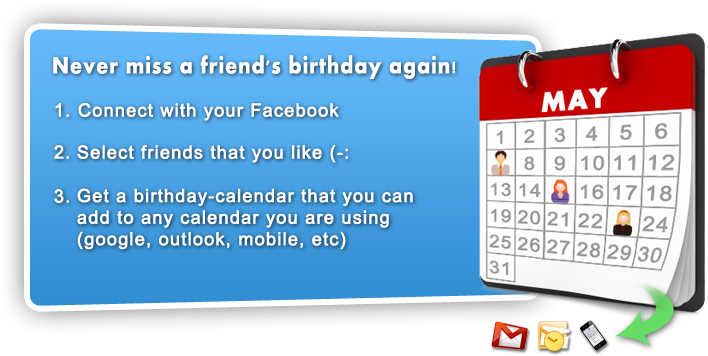 Never miss a friend's birthday again!
1. Connect with your Facebook
2. Select friends that you like (-:
3. Get a birthday-calendar that you can
add to any calendar you are using
(google, outlook, mobile, etc)
MAY
1 2 3 4 5 6
8 9 10 11 12
13 14 16 17 18
19 20 21 22 24
25 26 27 28 29 30
31